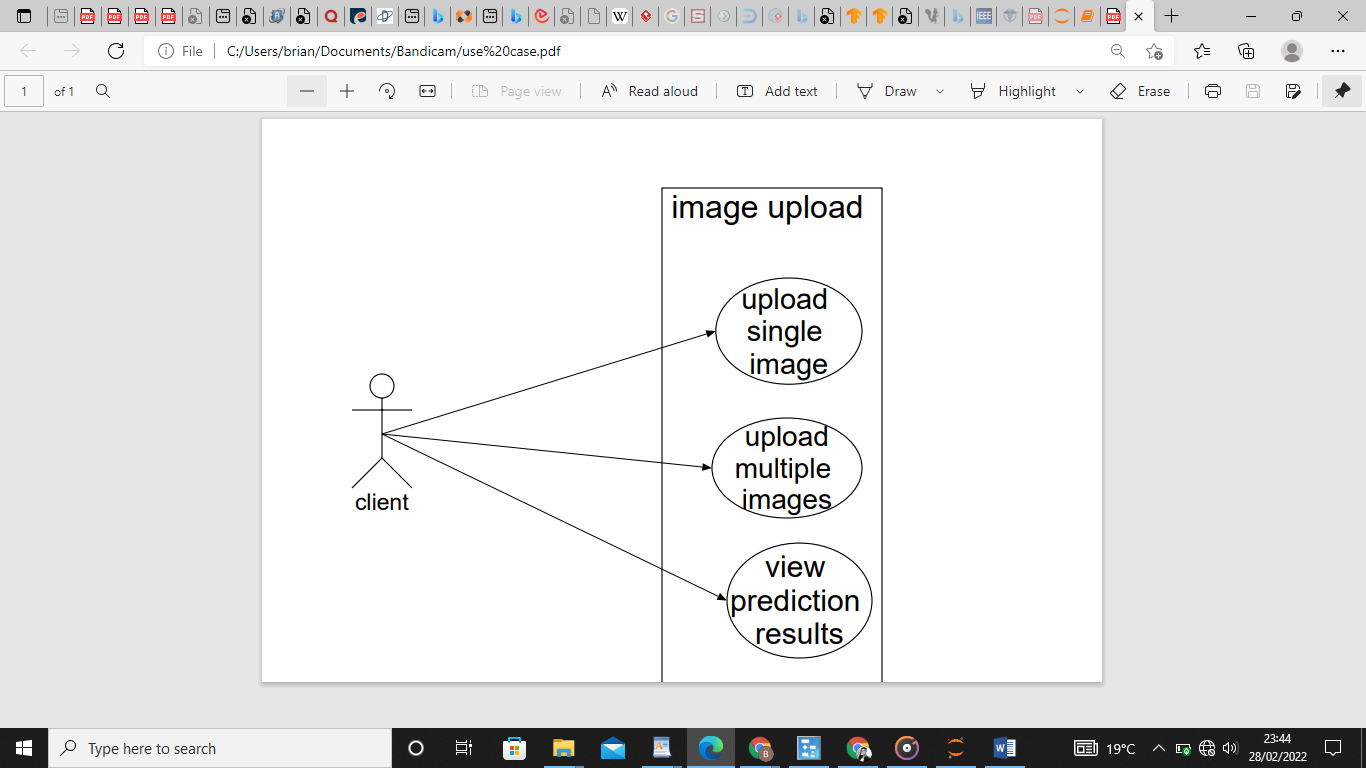 File
C:/Users/brian/Documents/Bandicam/use%20case.pdf
1 of 1
Page view
Read aloud
Add text
Draw
Highlight
Erase
image upload
upload
single
image
upload
multiple
images
view
prediction
results
client
Type here to search
19°C
23:44
28/02/2022